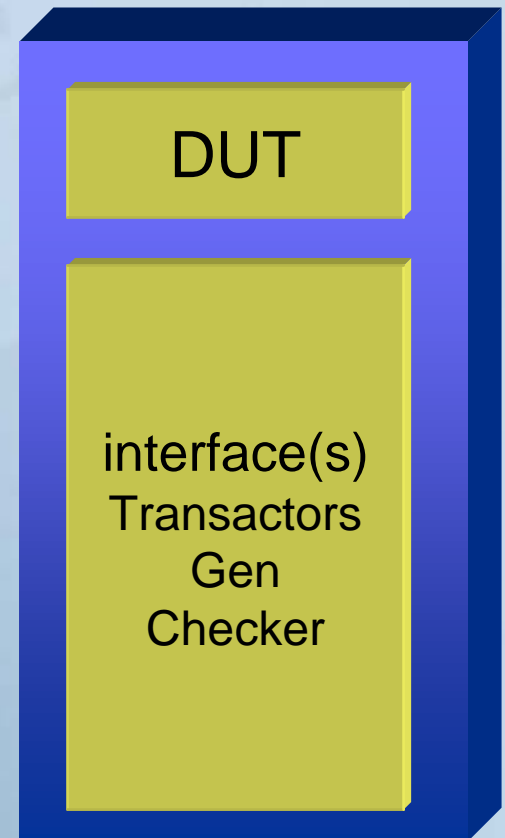 DUT
interface(s)
Transactors
Gen
Checker